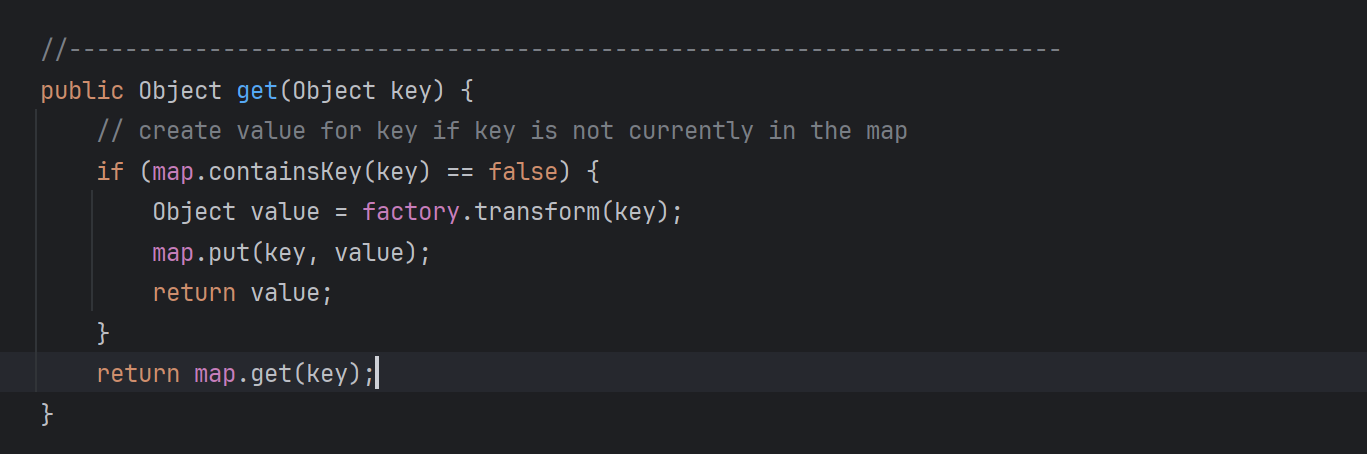 //-----------------------------------------------------------------------
public Object get(Object key) {
    // create value for key if key is not currently in the map
    if (map.containsKey(key) == false) {
        Object value = factory.transform(key);
        map.put(key, value);
        return value;
    }
    return map.get(key);
}